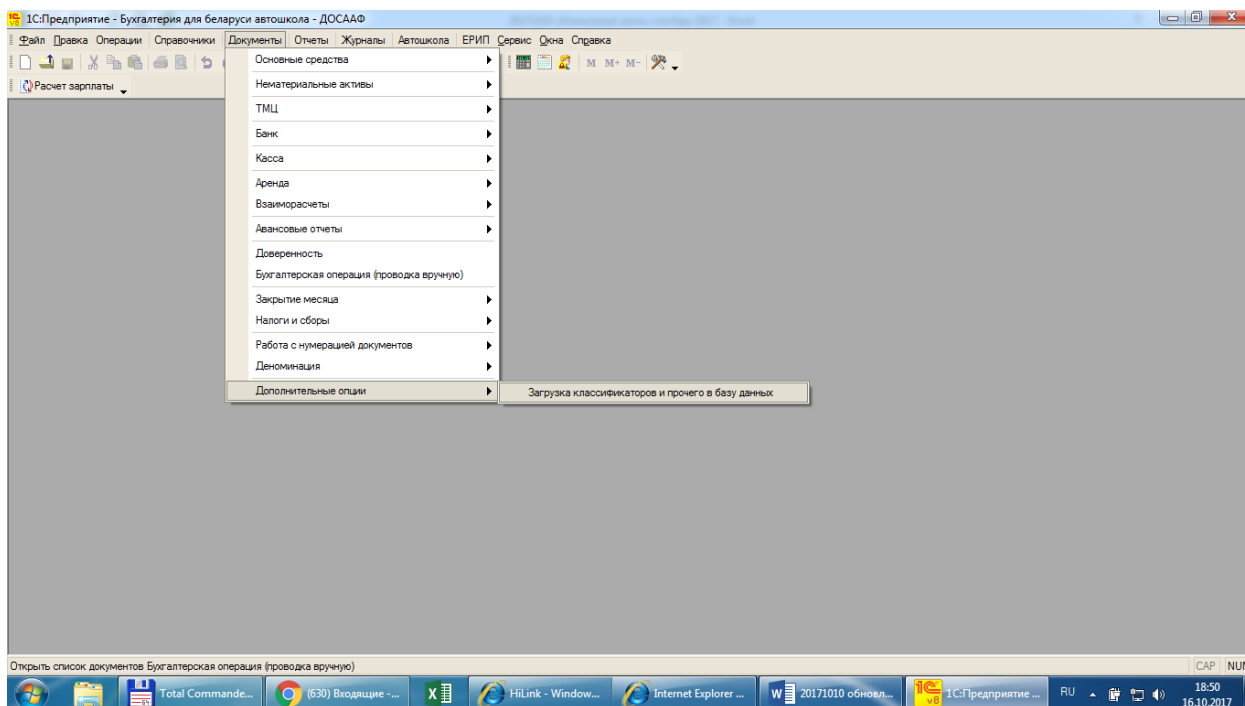 1С:Предприятие - Бухгалтерия для беларуси автошкола - ДОСААФ
Файл Правка Операции Справочники Документы Отчеты Журналы Автошкола ЕРИП Сервис Окна Справка
M M+ M-
Расчет зарплаты
Основные средства
Нематериальные активы
ТМЦ
Банк
Касса
Аренда
Взаиморасчеты
Авансовые отчеты
Доверенность
Бухгалтерская операция (проводка вручную)
Закрытие месяца
Налоги и сборы
Работа с нумерацией документов
Деноминация
Дополнительные опции
Загрузка классификаторов и прочего в базу данных
Открыть список документов Бухгалтерская операция (проводка вручную)
CAP NUM
Total Commande... (630) Входящие -... HiLink - Window... Internet Explorer ... 20171010 обновл... 1С:Предприятие ... RU 18:50
16.10.2017